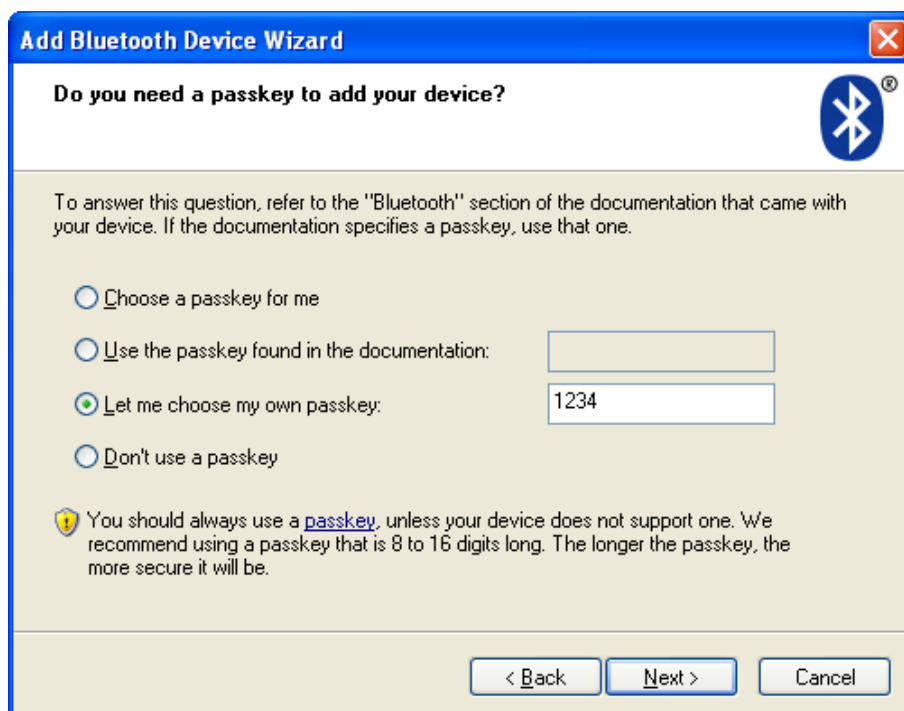 Add Bluetooth Device Wizard
Do you need a passkey to add your device?
®
To answer this question, refer to the "Bluetooth" section of the documentation that came with
your device. If the documentation specifies a passkey, use that one.
Choose a passkey for me
Use the passkey found in the documentation:
Let me choose my own passkey: 1234
Don't use a passkey
You should always use a passkey, unless your device does not support one. We
recommend using a passkey that is 8 to 16 digits long. The longer the passkey, the
more secure it will be.
< Back Next > Cancel